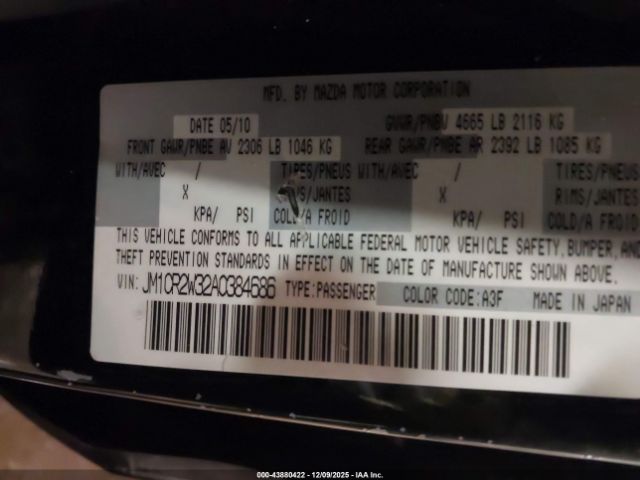 MFD. BY MAZDA MOTOR CORPORATION
DATE 05/10 GVWR/PNBV 4665 LB 2116 KG
FRONT GAWR/PNBE AV 2306 LB 1046 KG REAR GAWR/PNBE AR 2392 LB 1085 KG
WITH/AVEC / TIRES/PNEUS WITH/AVEC / TIRES/PNEUS
X /JANTES X RIMS/JANTES
KPA/ PSI COLD/A FROID KPA/ PSI COLD/A FROID
THIS VEHICLE CONFORMS TO ALL APPLICABLE FEDERAL MOTOR VEHICLE SAFETY, BUMPER, AND
THEFT PREVENTION STANDARDS IN EFFECT ON THE DATE OF MANUFACTURE SHOWN ABOVE.
VIN: JM1CR2W32A0384686 TYPE:PASSENGER COLOR CODE:A3F MADE IN JAPAN
000-43880422 - 12/09/2025 - IAA Inc.